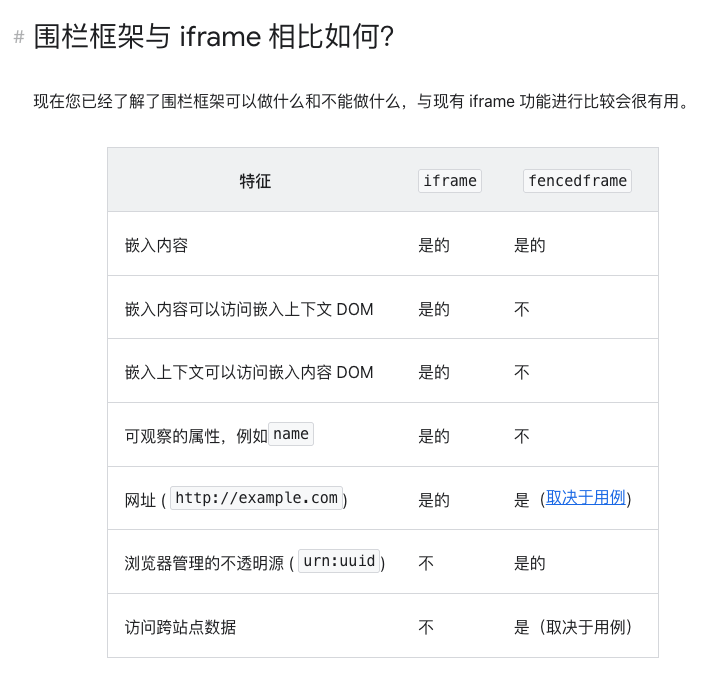 # 围栏框架与 iframe 相比如何?
现在您已经了解了围栏框架可以做什么和不能做什么，与现有 iframe 功能进行比较会很有用。
特征 iframe fencedframe
嵌入内容 是的 是的
嵌入内容可以访问嵌入上下文 DOM 是的 不
嵌入上下文可以访问嵌入内容 DOM 是的 不
可观察的属性，例如name 是的 不
网址 ( http://example.com) 是的 是（取决于用例)
浏览器管理的不透明源 ( urn:uuid) 不 是的
访问跨站点数据 不 是（取决于用例）